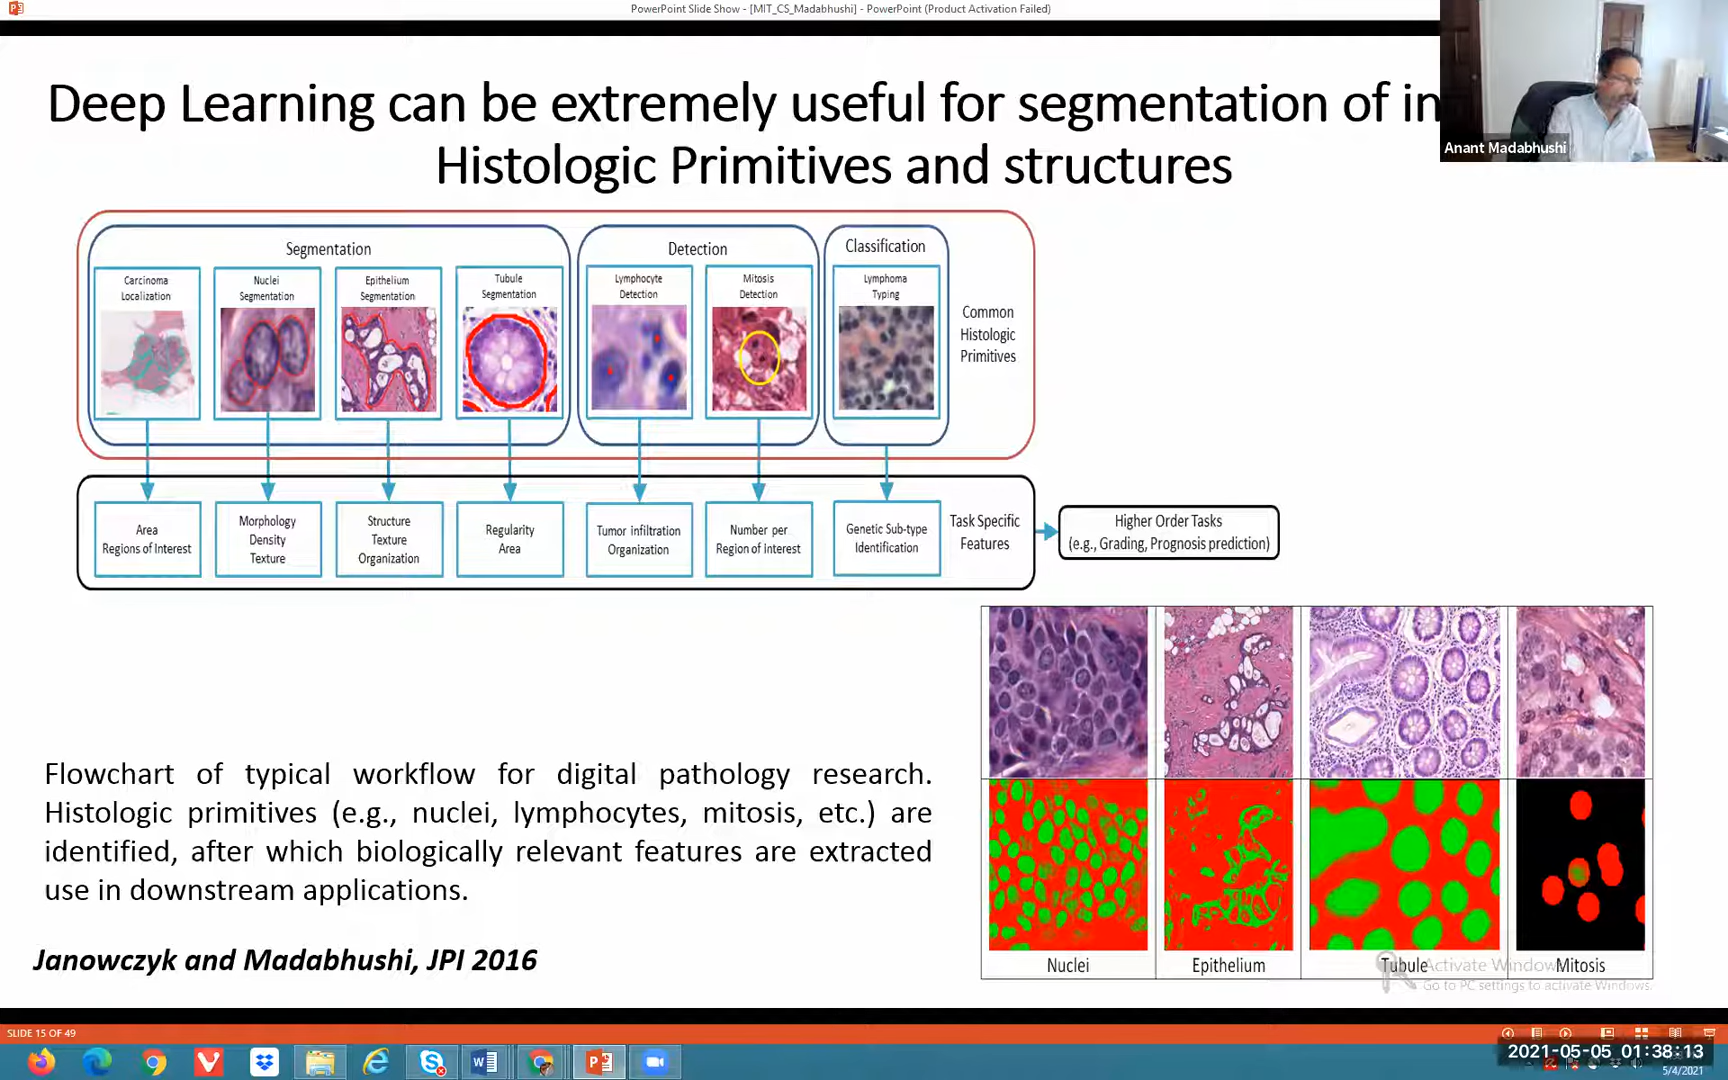 PowerPoint Slide Show - [MIT_CS_Madabhushi] - PowerPoint (Product Activation Failed)
Anant Madabhushi
Deep Learning can be extremely useful for segmentation of
Histologic Primitives and structures
Segmentation
Carcinoma
Localization
Nuclei
Segmentation
Epithelium
Segmentation
Tubule
Segmentation
Detection
Lymphocyte
Detection
Mitosis
Detection
Classification
Lymphoma
Typing
Common
Histologic
Primitives
Area
Regions of Interest
Morphology
Density
Texture
Structure
Texture
Organization
Regularity
Area
Tumor infiltration
Organization
Number per
Region of Interest
Genetic Sub-type
Identification
Task Specific
Features
Higher Order Tasks
(e.g., Grading, Prognosis prediction)
Flowchart of typical workflow for digital pathology research.
Histologic primitives (e.g., nuclei, lymphocytes, mitosis, etc.) are
identified, after which biologically relevant features are extracted
use in downstream applications.
Janowczyk and Madabhushi, JPI 2016
Nuclei
Epithelium
Tubule
Mitosis
Activate Windows
Go to PC settings to activate Windows.
SLIDE 15 OF 49
2021-05-05 01:38:13
5/4/2021